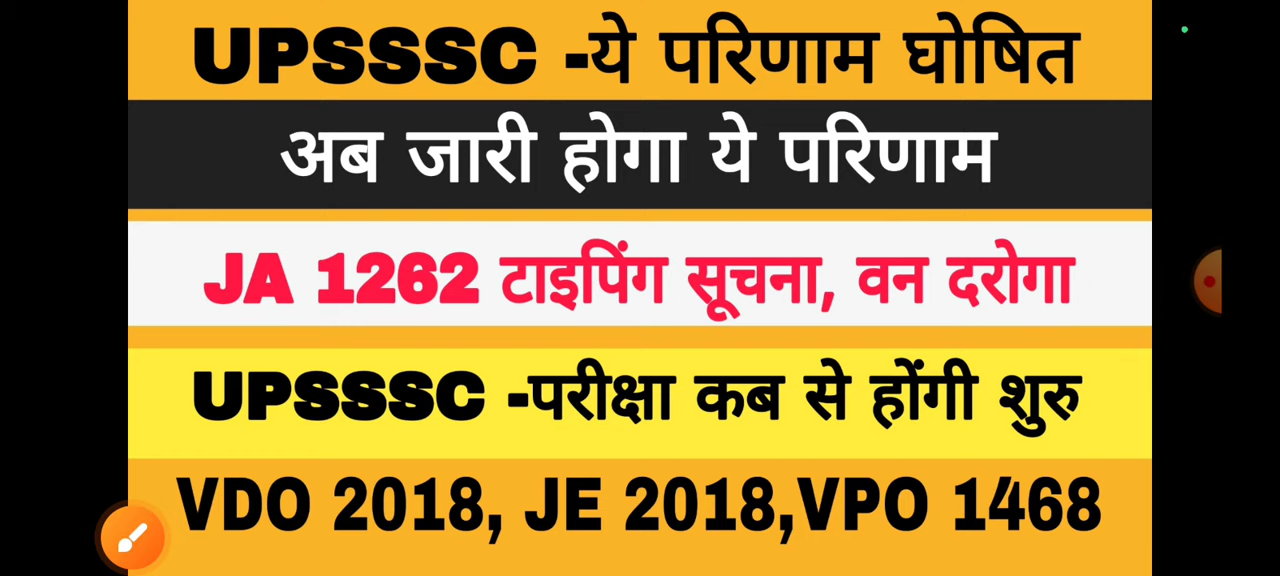 UPSSSC -ये परिणाम घोषित
अब जारी होगा ये परिणाम
JA 1262 टाइपिंग सूचना, वन दरोगा
UPSSSC -परीक्षा कब से होंगी शुरु
VDO 2018, JE 2018,VPO 1468